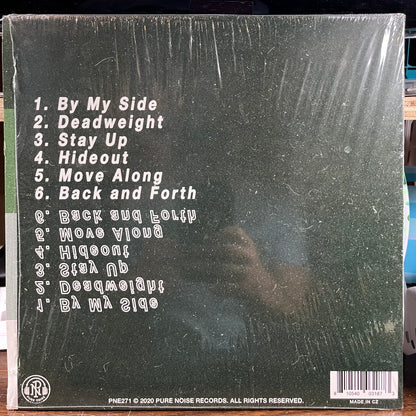 1. By My Side
2. Deadweight
3. Stay Up
4. Hideout
5. Move Along
6. Back and Forth
6. Back and Forth
5. Move Along
4. Hideout
3. Stay Up
2. Deadweight
1. By My Side
PNE271 © 2020 PURE NOISE RECORDS. ALL RIGHTS RESERVED.
MADE IN CZ